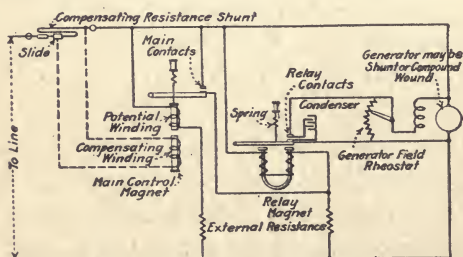 Compensating Resistance Shunt
Slide
Main
Contacts
Generator may be
Shunt or Compound
Wound
Relay
Contacts
Condenser
Spring
Potential
Winding
Compensating
Winding
Main Control
Magnet
Generator Field
Rheostat
Relay
Magnet
External Resistance
To Line